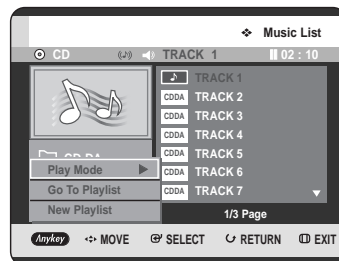 ❖ Music List
CD TRACK 1 02 : 10
TRACK 1
CDDA TRACK 2
CDDA TRACK 3
CDDA TRACK 4
CDDA TRACK 5
CDDA TRACK 6
CDDA TRACK 7
CD-DA
Play Mode
Go To Playlist
New Playlist
1/3 Page
Anykey MOVE SELECT RETURN EXIT